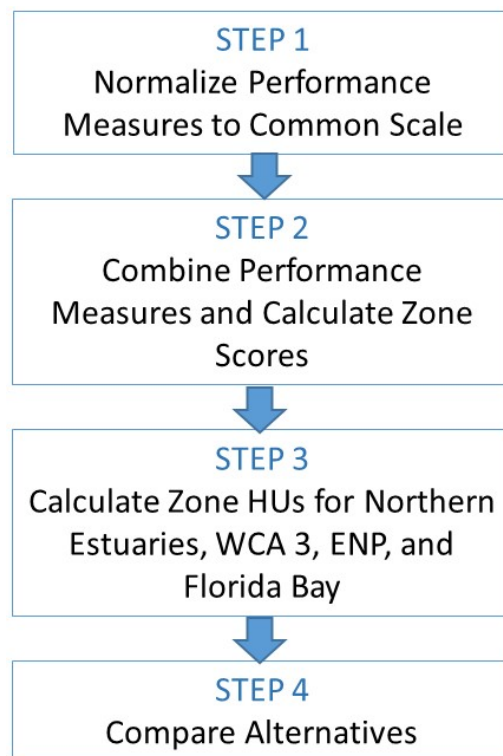 STEP 1
Normalize Performance
Measures to Common Scale
STEP 2
Combine Performance
Measures and Calculate Zone
Scores
STEP 3
Calculate Zone HUs for Northern
Estuaries, WCA 3, ENP, and
Florida Bay
STEP 4
Compare Alternatives